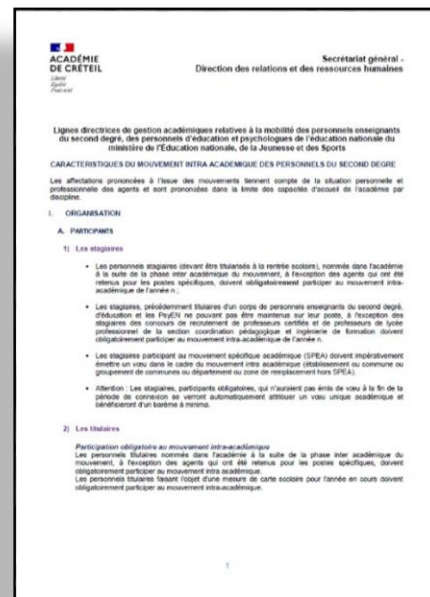 ACADÉMIE
DE CRÉTEIL
Liberté
Égalité
Fraternité
Secrétariat général -
Direction des relations et des ressources humaines
Lignes directrices de gestion académiques relatives à la mobilité des personnels enseignants
du second degré, des personnels d'éducation et psychologues de l'éducation nationale du
ministère de l'Éducation nationale, de la Jeunesse et des Sports
CARACTERISTIQUES DU MOUVEMENT INTRA ACADEMIQUE DES PERSONNELS DU SECOND DEGRE
Les affectations prononcées à l'issue des mouvements tiennent compte de la situation personnelle et
professionnelle des agents et sont prononcées dans la limite des capacités d'accueil de l'académie par
discipline.
I. ORGANISATION
A. PARTICIPANTS
1) Les stagiaires
• Les personnels stagiaires (devant être titularisés à la rentrée scolaire), nommés dans l'académie
à la suite de la phase inter académique du mouvement, à l'exception des agents qui ont été
retenus pour les postes spécifiques, doivent obligatoirement participer au mouvement intra-
académique de l'année n ;
• Les stagiaires, précédemment titulaires d'un corps de personnels enseignants du second degré,
d'éducation et les PsyEN ne pouvant pas être maintenus sur leur poste, à l'exception des
stagiaires des concours de recrutement de professeurs certifiés et de professeurs de lycée
professionnel de la section coordination pédagogique et ingénierie de formation doivent
obligatoirement participer au mouvement intra-académique de l'année n.
• Les stagiaires participant au mouvement spécifique académique (SPEA) doivent impérativement
émettre un vœu dans le cadre du mouvement intra académique (établissement ou commune ou
groupement de communes ou département ou zone de remplacement hors SPEA).
• Attention : Les stagiaires, participants obligatoires, qui n'auraient pas émis de vœu à la fin de la
période de connexion se verront automatiquement attribuer un vœu unique académique et
bénéficieront d'un barème à minima.
2) Les titulaires
Participation obligatoire au mouvement intra-académique
Les personnels titulaires nommés dans l'académie à la suite de la phase inter académique du
mouvement, à l'exception des agents qui ont été retenus pour les postes spécifiques, doivent
obligatoirement participer au mouvement intra académique.
Les personnels titulaires faisant l'objet d'une mesure de carte scolaire pour l'année en cours doivent
obligatoirement participer au mouvement intra-académique.
1